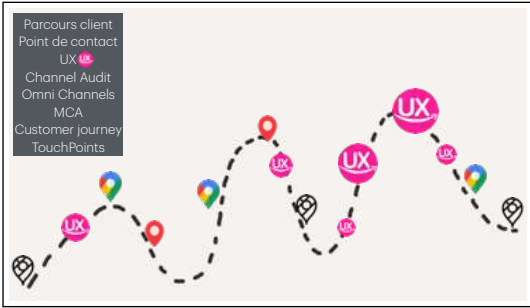 Parcours client
Point de contact
UX UX
Channel Audit
Omni Channels
MCA
Customer journey
TouchPoints
UX
UX
UX
UX
UX
UX